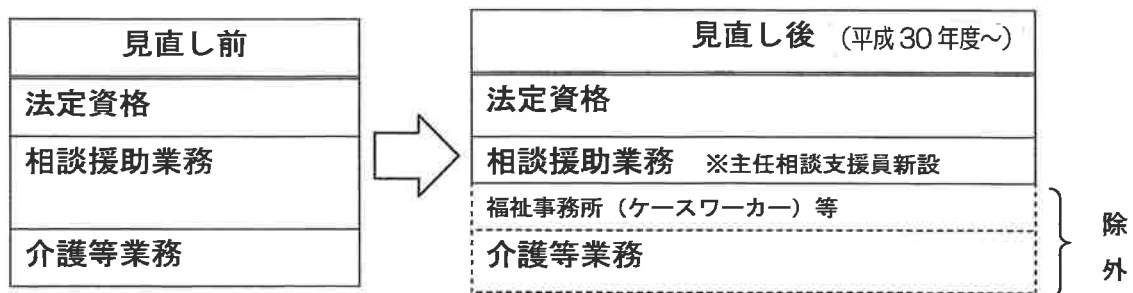 見直し前
法定資格
相談援助業務
介護等業務
見直し後（平成30年度～）
法定資格
相談援助業務 ※主任相談支援員新設
福祉事務所（ケースワーカー）等
介護等業務
除
外